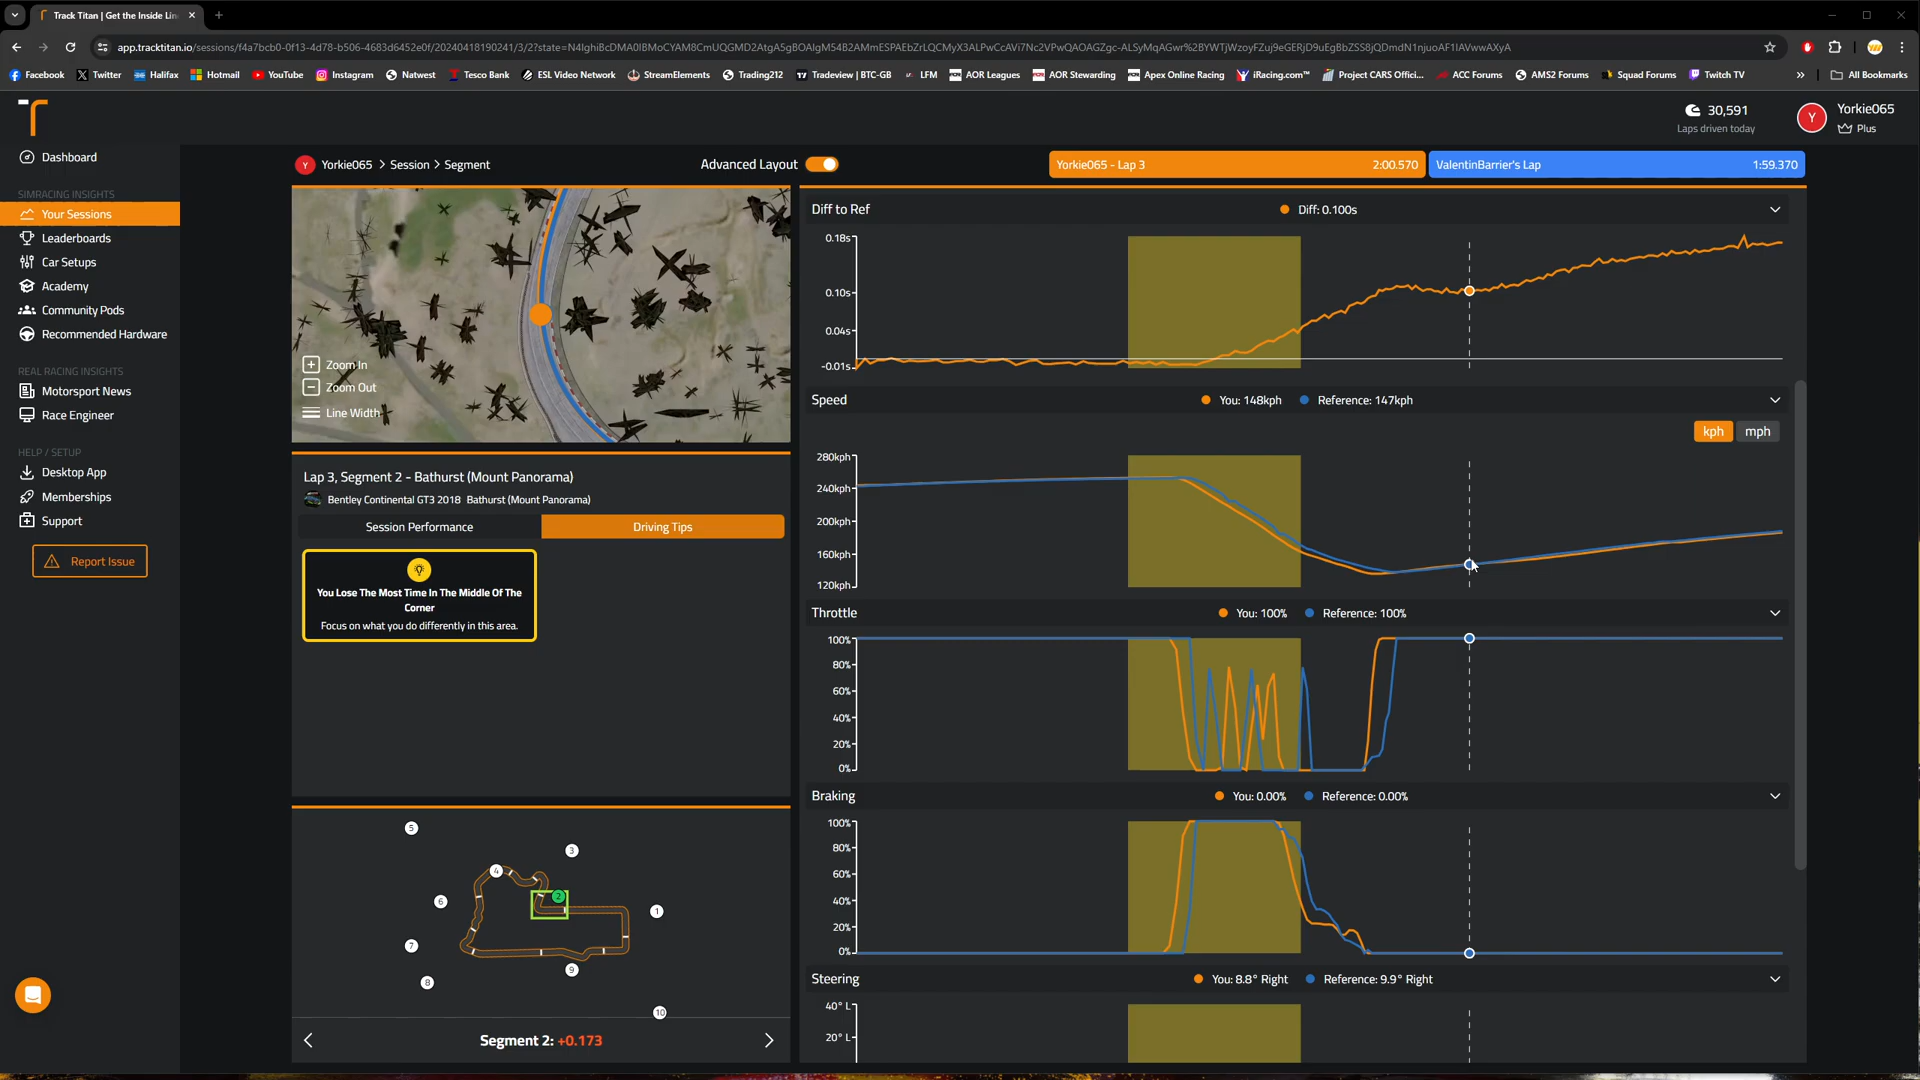 Track Titan | Get the Inside Lin
app.tracktitan.io/sessions/f4a7bcb0-0f13-4d78-b506-4683d6452e0f/20240418190241/3/2?state=
Facebook Twitter Halifax Hotmail YouTube Instagram Natwest Tesco Bank ESL Video Network StreamElements Trading212 Tradeview | BTC-GB LFM AOR Leagues AOR Stewarding Apex Online Racing iRacing.com™ Project CARS Offici... ACC Forums AMS2 Forums Squad Forums Twitch TV » All Bookmarks
30,591
Laps driven today
Y
Yorkie065
Plus
Dashboard
SIMRACING INSIGHTS
Your Sessions
Leaderboards
Car Setups
Academy
Community Pods
Recommended Hardware
REAL RACING INSIGHTS
Motorsport News
Race Engineer
HELP / SETUP
Desktop App
Memberships
Support
Report Issue
Y Yorkie065 > Session > Segment
Advanced Layout
Yorkie065 - Lap 3 2:00.570
ValentinBarrier's Lap 1:59.370
Zoom In
Zoom Out
Line Width
Lap 3, Segment 2 - Bathurst (Mount Panorama)
Bentley Continental GT3 2018 Bathurst (Mount Panorama)
Session Performance
Driving Tips
You Lose The Most Time In The Middle Of The
Corner
Focus on what you do differently in this area.
5
3
4
2
6
1
7
9
8
10
Segment 2: +0.173
Diff to Ref
Diff: 0.100s
0.18s
0.10s
0.04s
-0.01s
Speed
You: 148kph
Reference: 147kph
kph
mph
280kph
240kph
200kph
160kph
120kph
Throttle
You: 100%
Reference: 100%
100%
80%
60%
40%
20%
0%
Braking
You: 0.00%
Reference: 0.00%
100%
80%
60%
40%
20%
0%
Steering
You: 8.8° Right
Reference: 9.9° Right
40° L
20° L